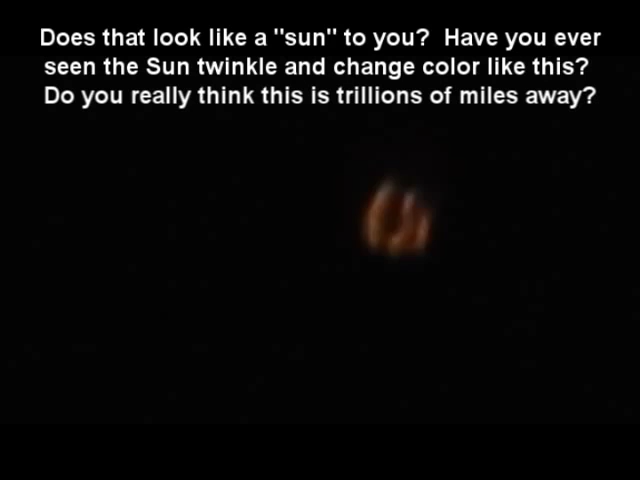 Does that look like a "sun" to you?  Have you ever
seen the Sun twinkle and change color like this?
Do you really think this is trillions of miles away?